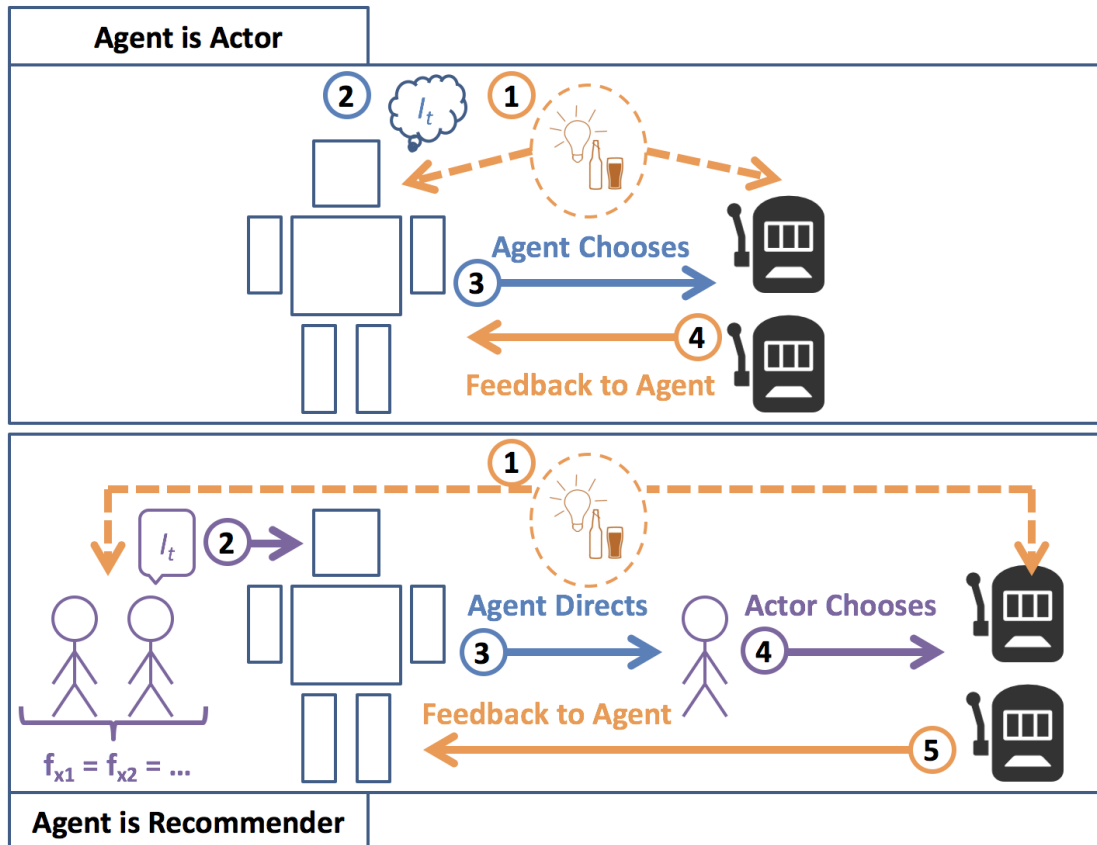 Agent is Actor
2
I_t
1
Agent Chooses
3
4
Feedback to Agent
1
I_t
2
Agent Directs
Actor Chooses
3
4
Feedback to Agent
5
f_x1 = f_x2 = ...
Agent is Recommender